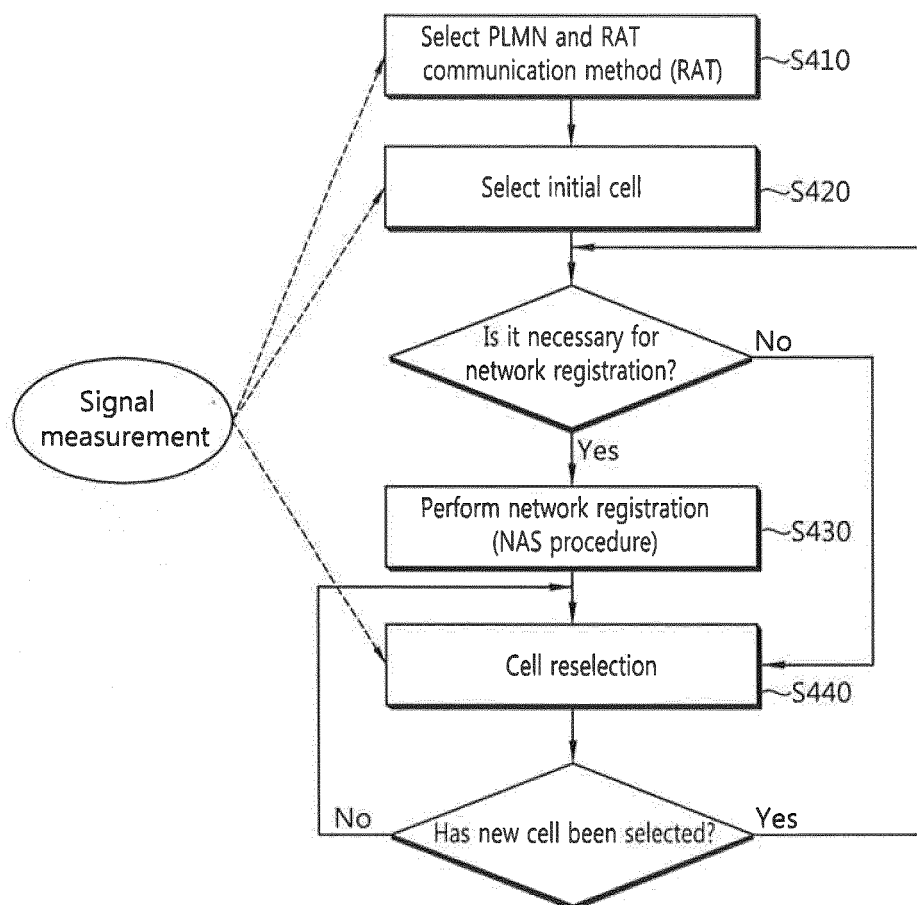 Select PLMN and RAT
communication method (RAT)
S410
Select initial cell
S420
Is it necessary for
network registration?
No
Yes
Signal
measurement
Perform network registration
(NAS procedure)
S430
Cell reselection
S440
No
Has new cell been selected?
Yes